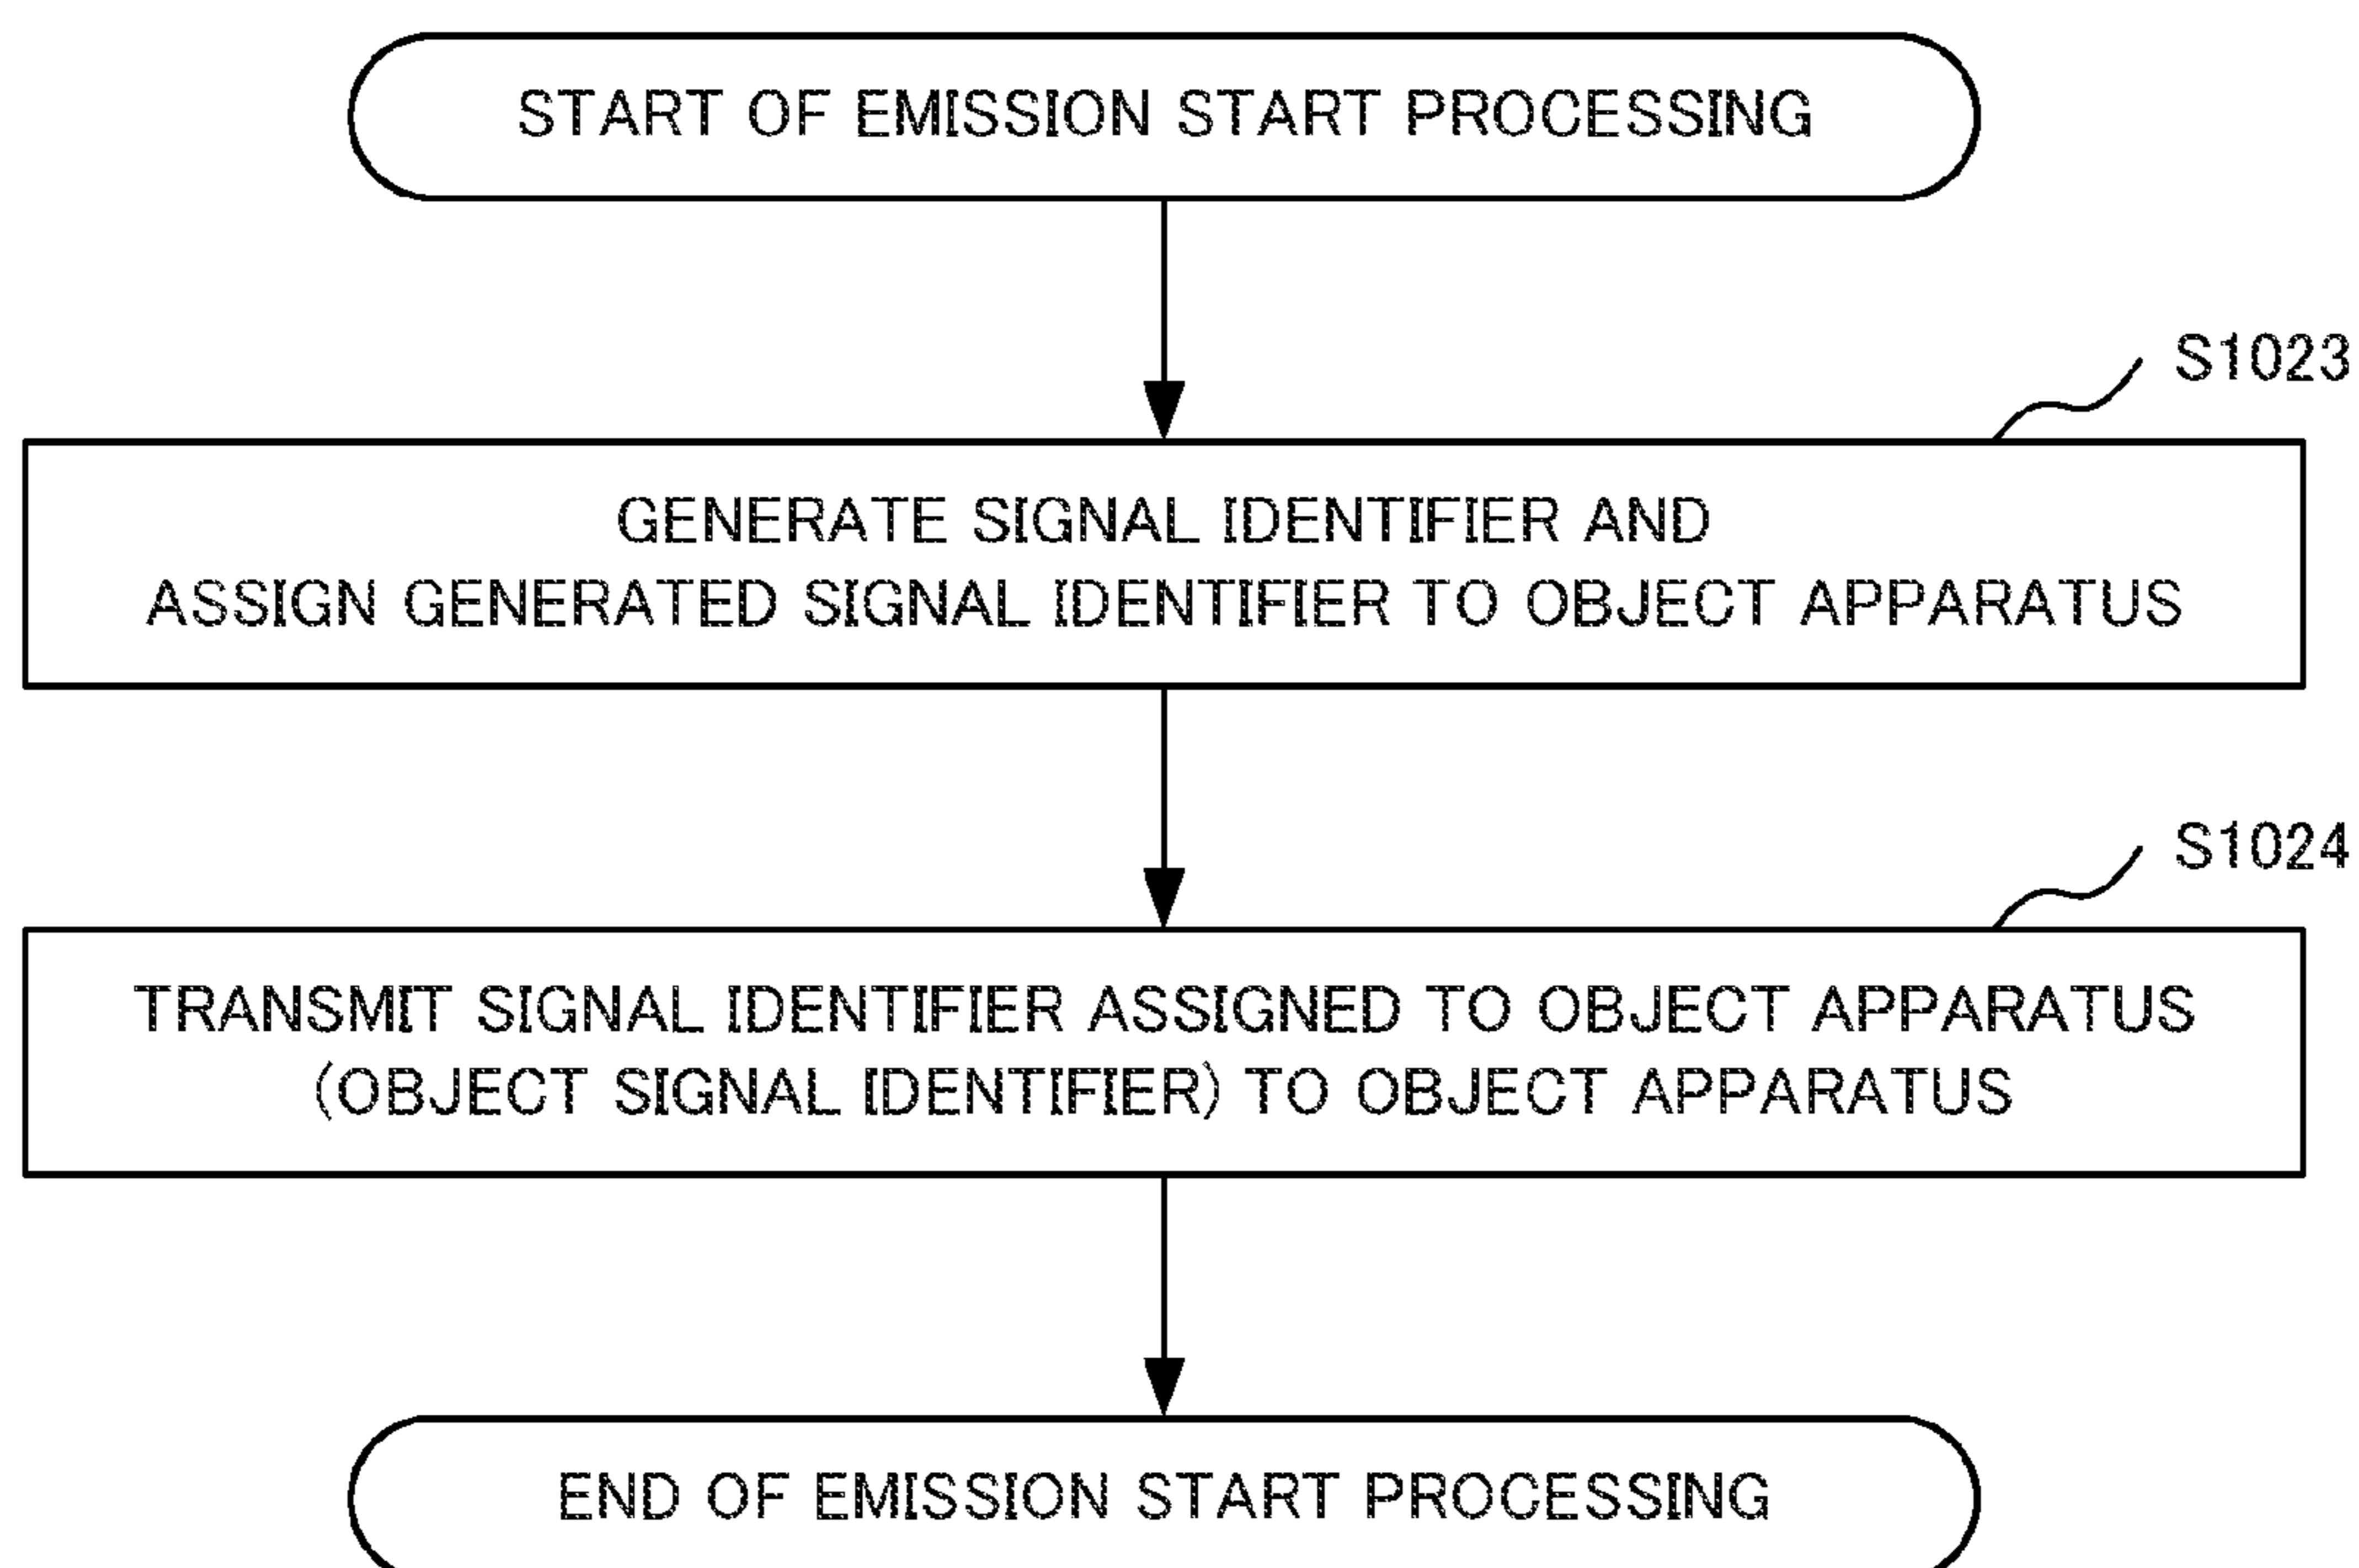 START OF EMISSION START PROCESSING
S1023
GENERATE SIGNAL IDENTIFIER AND
ASSIGN GENERATED SIGNAL IDENTIFIER TO OBJECT APPARATUS
S1024
TRANSMIT SIGNAL IDENTIFIER ASSIGNED TO OBJECT APPARATUS
(OBJECT SIGNAL IDENTIFIER) TO OBJECT APPARATUS
END OF EMISSION START PROCESSING